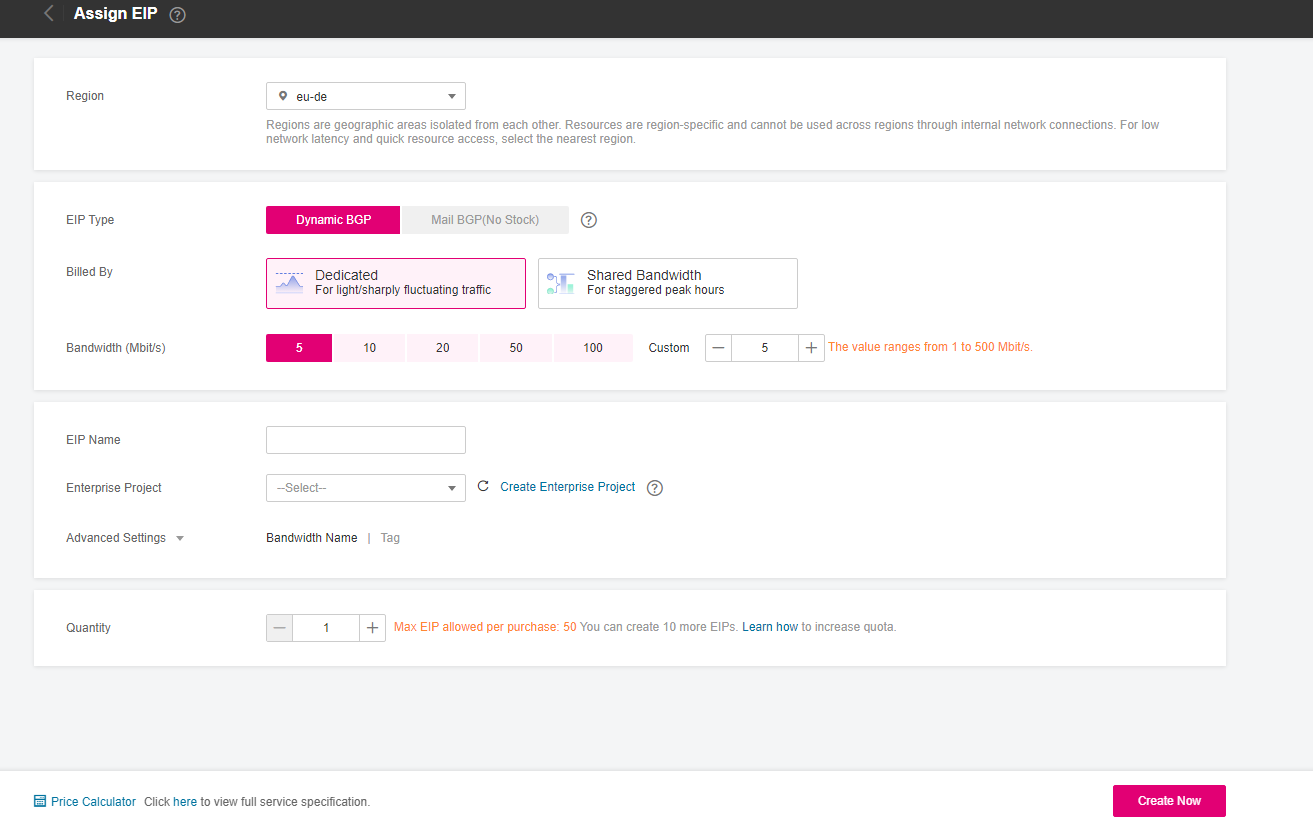 Assign EIP ?
Region
eu-de
Regions are geographic areas isolated from each other. Resources are region-specific and cannot be used across regions through internal network connections. For low
network latency and quick resource access, select the nearest region.
EIP Type
Dynamic BGP
Mail BGP(No Stock)
?
Billed By
Dedicated
For light/sharply fluctuating traffic
Shared Bandwidth
For staggered peak hours
Bandwidth (Mbit/s)
5
10
20
50
100
Custom
5
The value ranges from 1 to 500 Mbit/s.
EIP Name
Enterprise Project
--Select--
Create Enterprise Project ?
Advanced Settings
Bandwidth Name | Tag
Quantity
1
Max EIP allowed per purchase: 50 You can create 10 more EIPs. Learn how to increase quota.
Price Calculator Click here to view full service specification.
Create Now